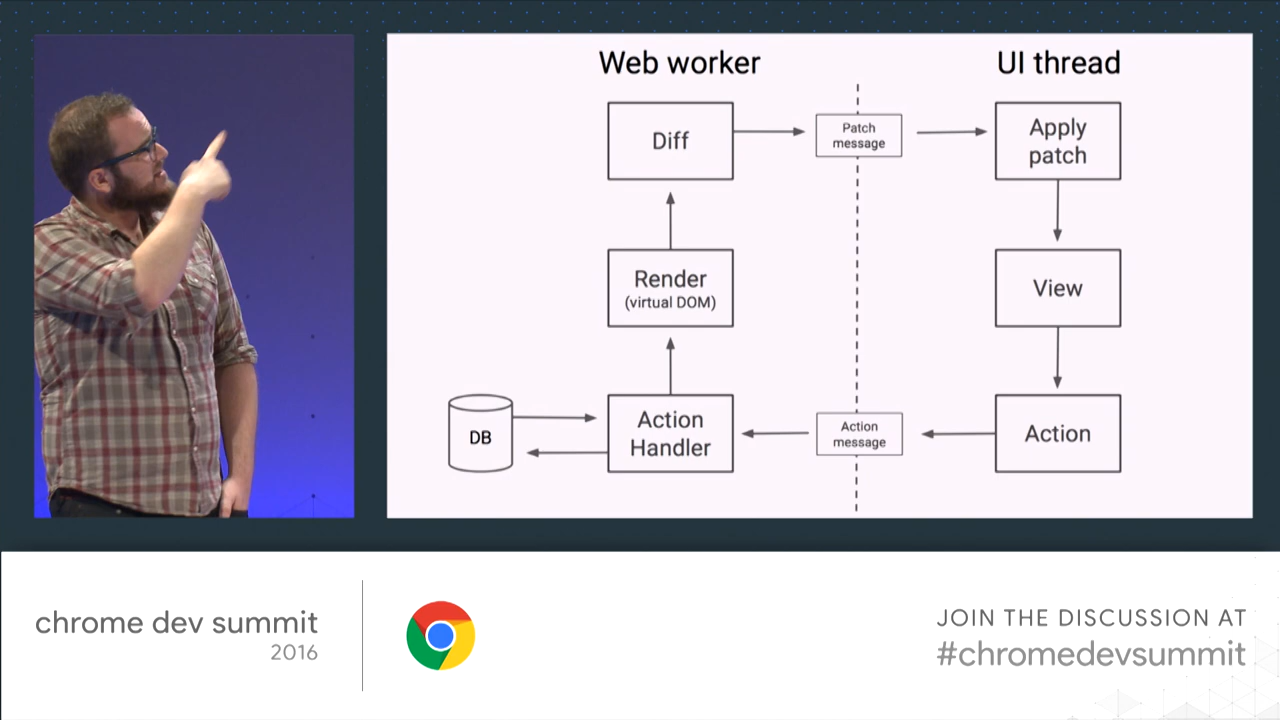 Web worker
UI thread
Diff
Patch
message
Apply
patch
Render
(virtual DOM)
View
DB
Action
Handler
Action
message
Action
chrome dev summit
2016
JOIN THE DISCUSSION AT
#chromedevsummit